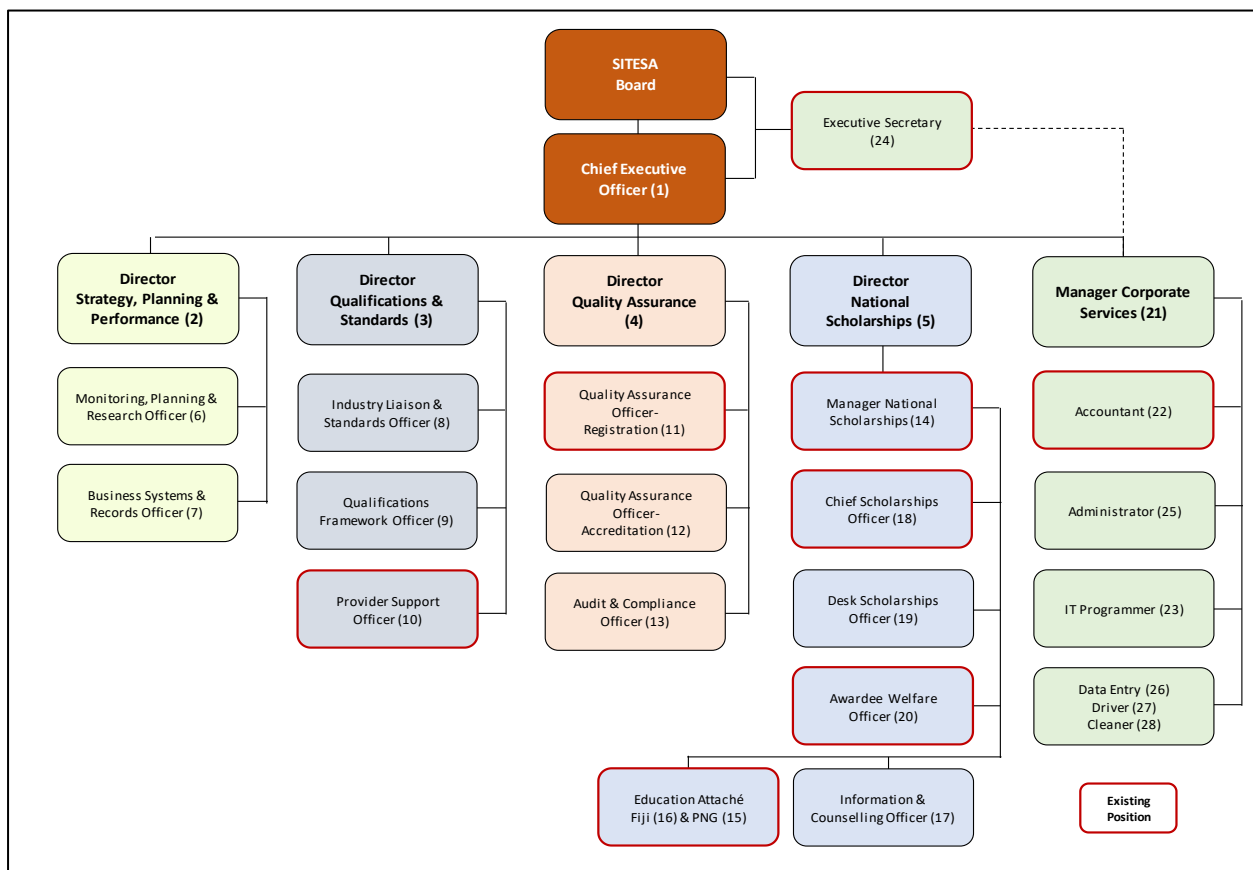 SITESA
Board
Executive Secretary
(24)
Chief Executive
Officer (1)
Director
Strategy, Planning &
Performance (2)
Director
Qualifications &
Standards (3)
Director
Quality Assurance
(4)
Director
National
Scholarships (5)
Manager Corporate
Services (21)
Monitoring, Planning &
Research Officer (6)
Industry Liaison &
Standards Officer (8)
Quality Assurance
Officer-
Registration (11)
Manager National
Scholarships (14)
Accountant (22)
Business Systems &
Records Officer (7)
Qualifications
Framework Officer (9)
Quality Assurance
Officer-
Accreditation (12)
Chief Scholarships
Officer (18)
Administrator (25)
Provider Support
Officer (10)
Audit & Compliance
Officer (13)
Desk Scholarships
Officer (19)
IT Programmer (23)
Awardee Welfare
Officer (20)
Data Entry (26)
Driver (27)
Cleaner (28)
Education Attaché
Fiji (16) & PNG (15)
Information &
Counselling Officer (17)
Existing
Position